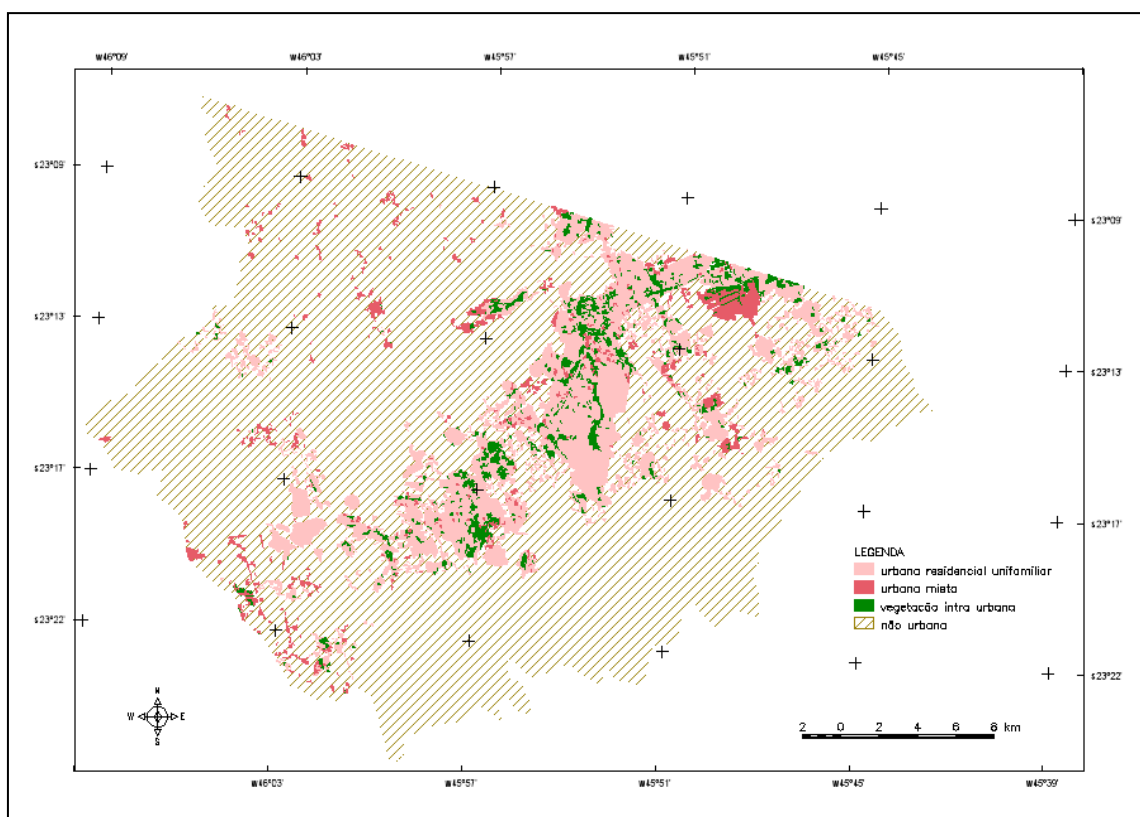 w46°09' w46°03' w45°57' w45°51' w45°45'
s23°09'
s23°09'
s23°13'
s23°13'
s23°17'
s23°17'
LEGENDA
urbana residencial unifamiliar
urbana mista
vegetação intra urbana
não urbana
s23°22'
s23°22'
N
W E
S
2 0 2 4 6 8 km
w46°03' w45°57' w45°51' w45°45' w45°39'